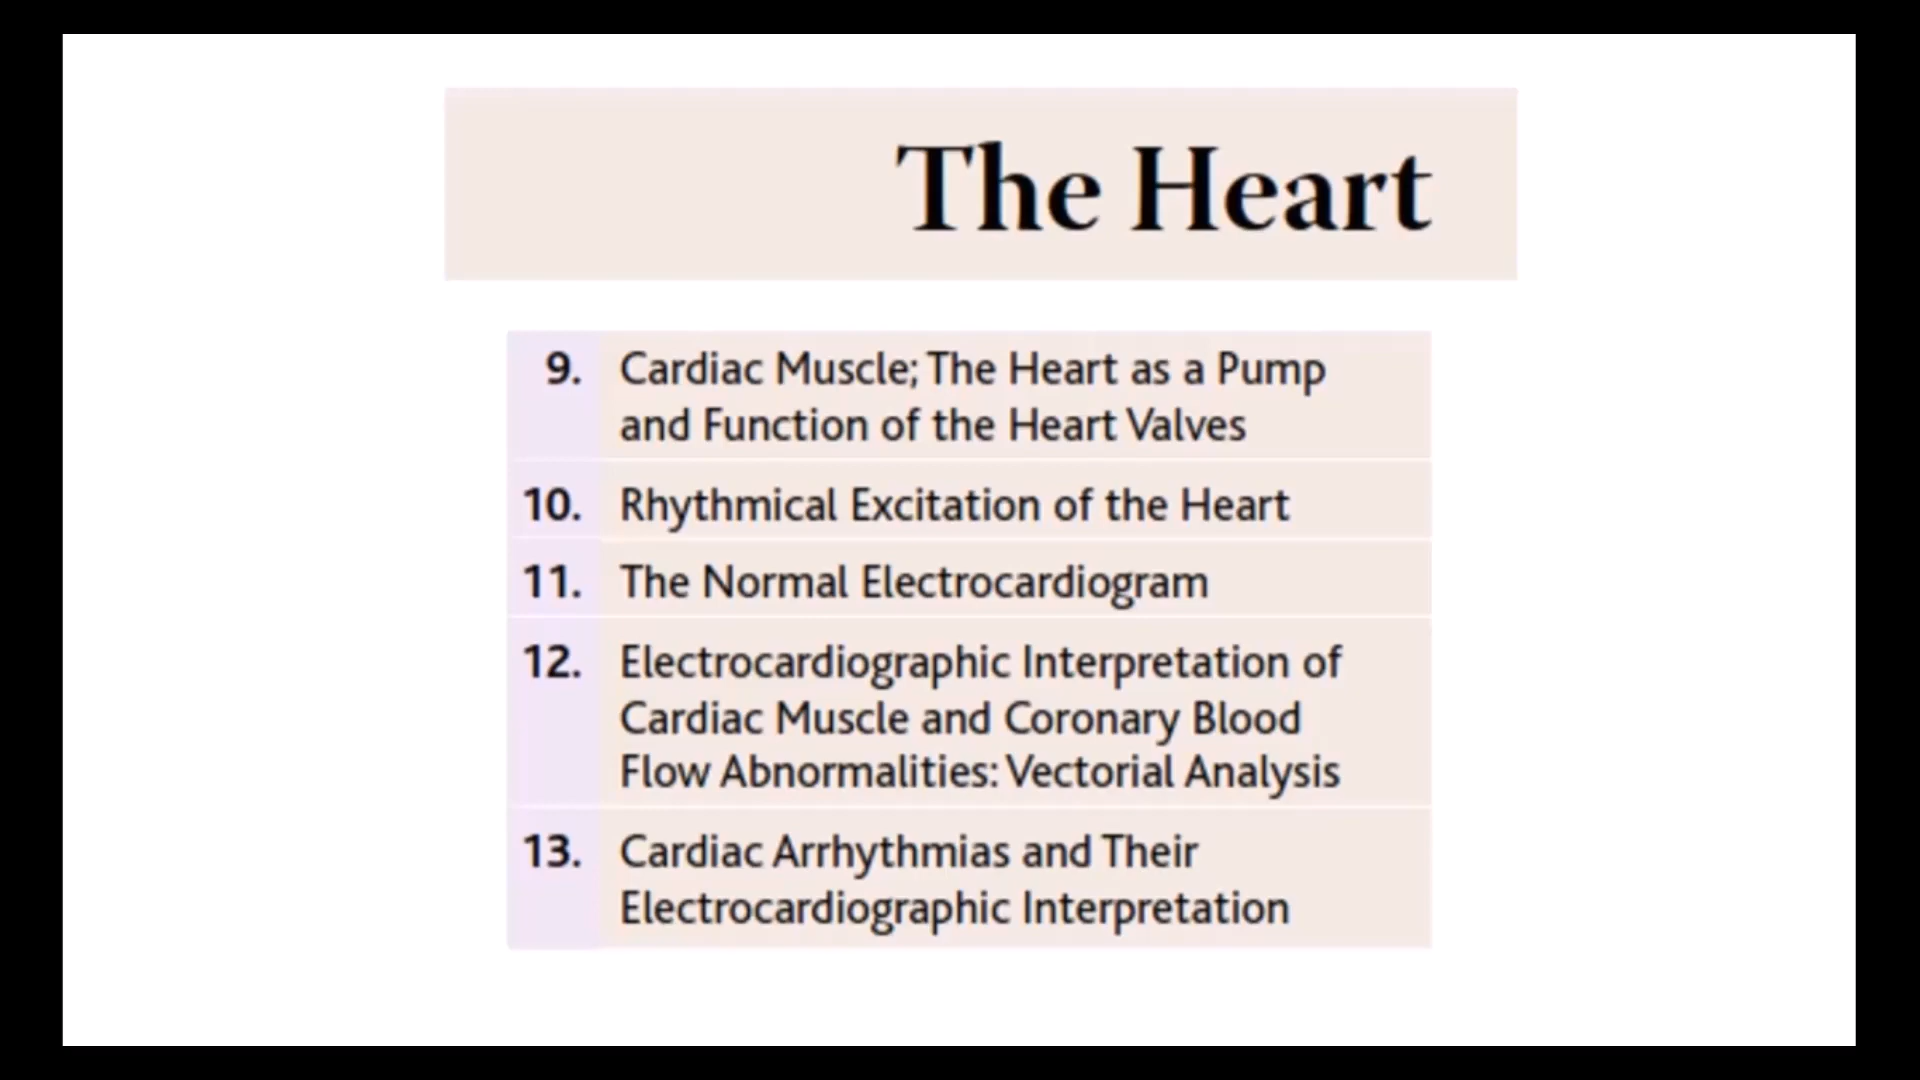 The Heart
9. Cardiac Muscle; The Heart as a Pump
and Function of the Heart Valves
10. Rhythmical Excitation of the Heart
11. The Normal Electrocardiogram
12. Electrocardiographic Interpretation of
Cardiac Muscle and Coronary Blood
Flow Abnormalities: Vectorial Analysis
13. Cardiac Arrhythmias and Their
Electrocardiographic Interpretation